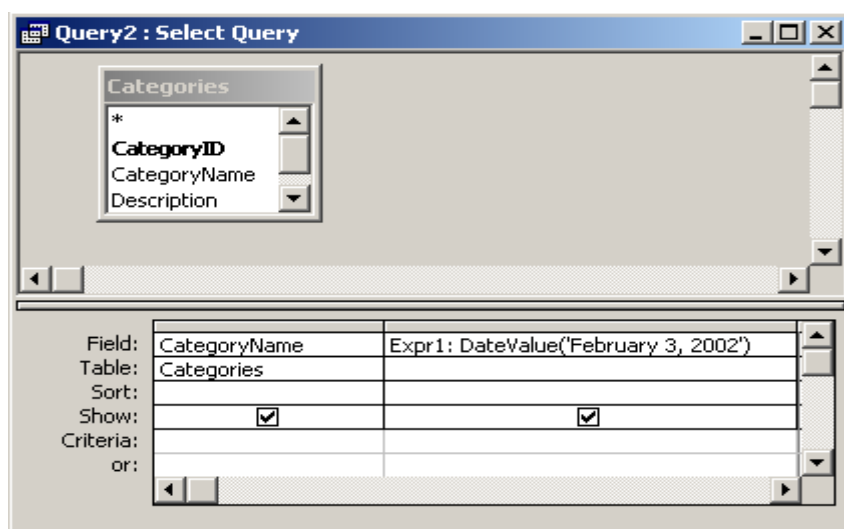 Query2 : Select Query
Categories
*
CategoryID
CategoryName
Description
Field: CategoryName Expr1: DateValue('February 3, 2002')
Table: Categories
Sort:
Show:
Criteria:
or: